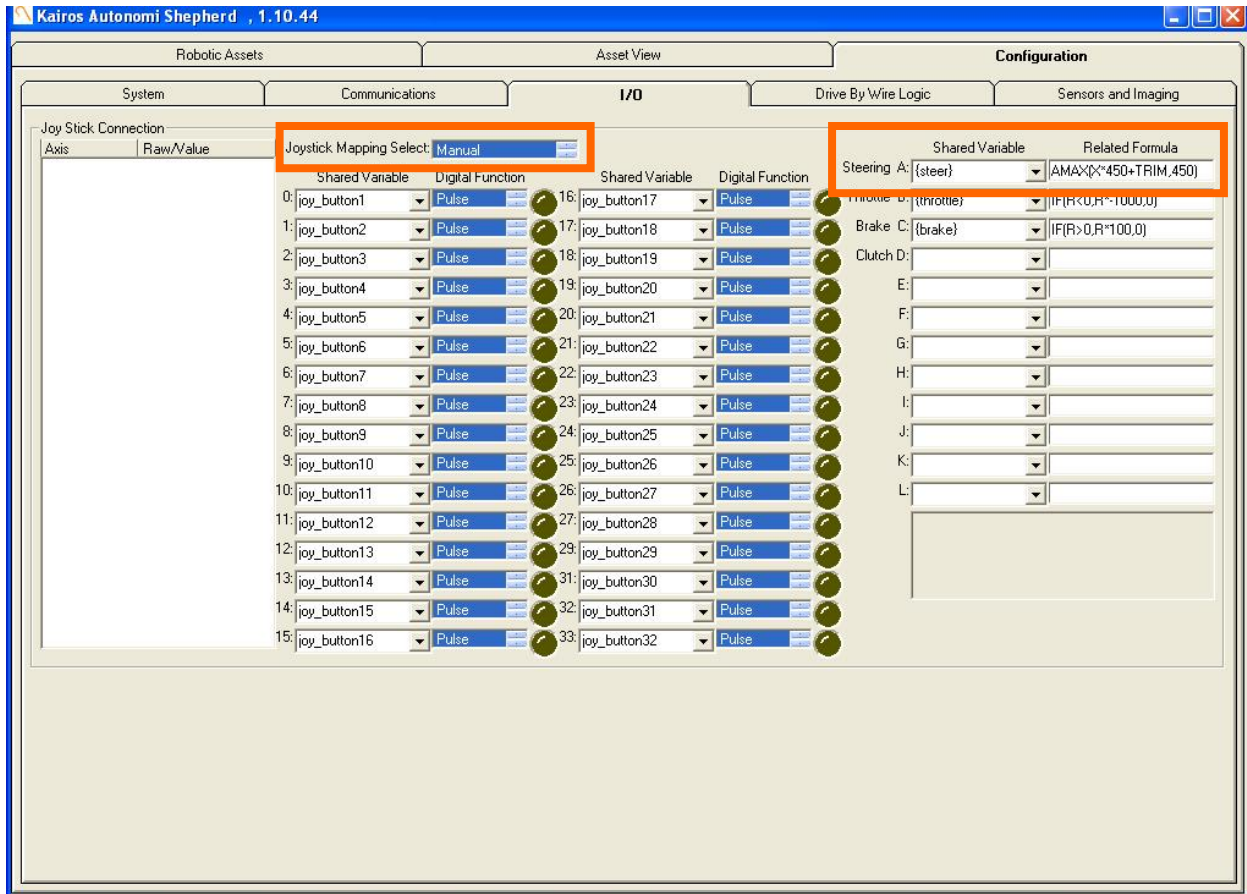 Kairos Autonomi Shepherd , 1.10.44
Robotic Assets Asset View Configuration
System Communications I/O Drive By Wire Logic Sensors and Imaging
Joy Stick Connection
Axis Raw/Value Joystick Mapping Select: Manual
Shared Variable Related Formula
Steering A: {steer} AMAX(X*450+TRIM,450)
Shared Variable Digital Function Shared Variable Digital Function
0: joy_button1 Pulse 16: joy_button17 Pulse Throttle B: {throttle} IF(R<0,R*-1000,0)
1: joy_button2 Pulse 17: joy_button18 Pulse Brake C: {brake} IF(R>0,R*100,0)
2: joy_button3 Pulse 18: joy_button19 Pulse Clutch D:
3: joy_button4 Pulse 19: joy_button20 Pulse E:
4: joy_button5 Pulse 20: joy_button21 Pulse F:
5: joy_button6 Pulse 21: joy_button22 Pulse G:
6: joy_button7 Pulse 22: joy_button23 Pulse H:
7: joy_button8 Pulse 23: joy_button24 Pulse I:
8: joy_button9 Pulse 24: joy_button25 Pulse J:
9: joy_button10 Pulse 25: joy_button26 Pulse K:
10: joy_button11 Pulse 26: joy_button27 Pulse L:
11: joy_button12 Pulse 27: joy_button28 Pulse
12: joy_button13 Pulse 29: joy_button29 Pulse
13: joy_button14 Pulse 31: joy_button30 Pulse
14: joy_button15 Pulse 32: joy_button31 Pulse
15: joy_button16 Pulse 33: joy_button32 Pulse